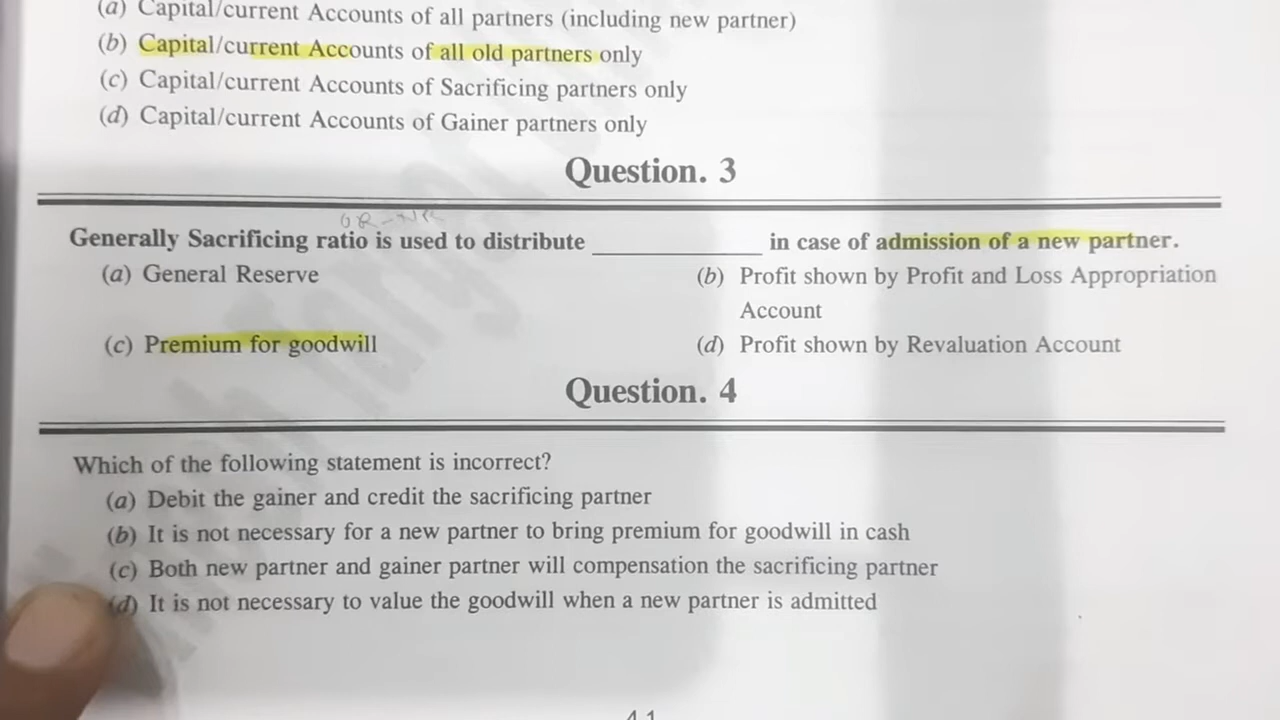 (a) Capital/current Accounts of all partners (including new partner)
(b) Capital/current Accounts of all old partners only
(c) Capital/current Accounts of Sacrificing partners only
(d) Capital/current Accounts of Gainer partners only
Question. 3
OR-NR
Generally Sacrificing ratio is used to distribute ______________ in case of admission of a new partner.
(a) General Reserve
(b) Profit shown by Profit and Loss Appropriation
Account
(c) Premium for goodwill
(d) Profit shown by Revaluation Account
Question. 4
Which of the following statement is incorrect?
(a) Debit the gainer and credit the sacrificing partner
(b) It is not necessary for a new partner to bring premium for goodwill in cash
(c) Both new partner and gainer partner will compensation the sacrificing partner
(d) It is not necessary to value the goodwill when a new partner is admitted